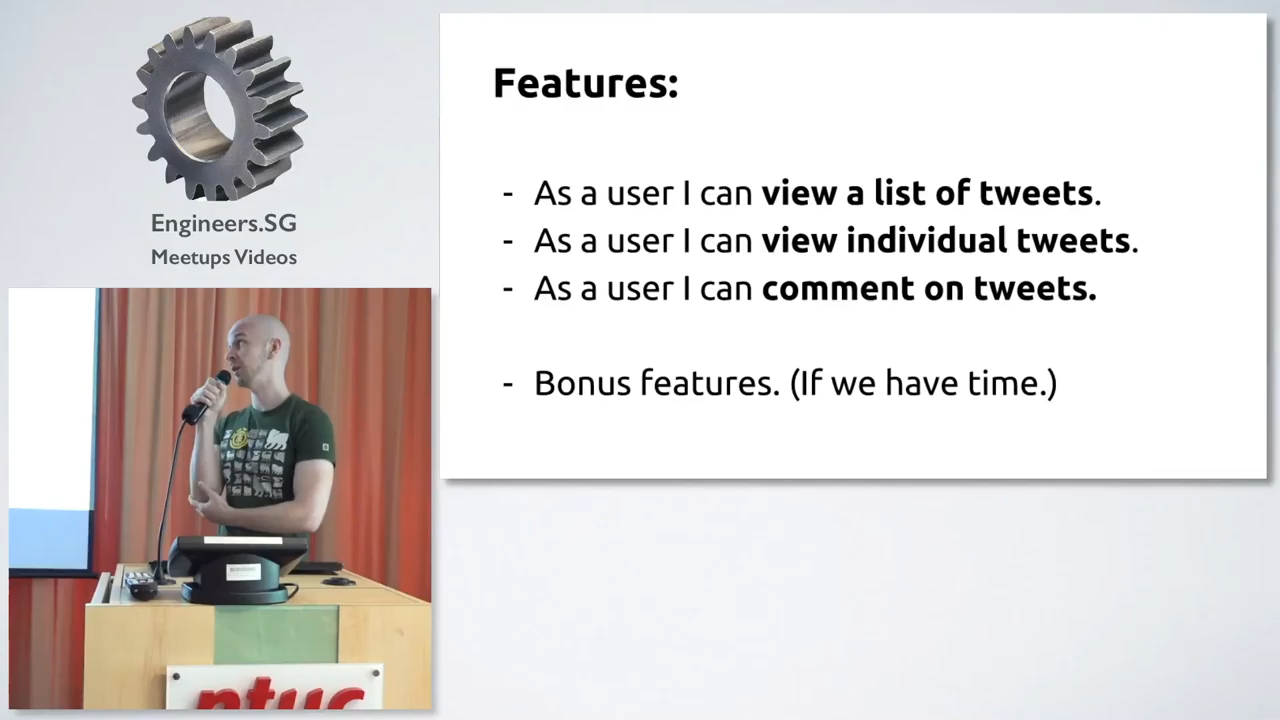 Engineers.SG
Meetups Videos
Features:
- As a user I can view a list of tweets.
- As a user I can view individual tweets.
- As a user I can comment on tweets.
- Bonus features. (If we have time.)
ntuc